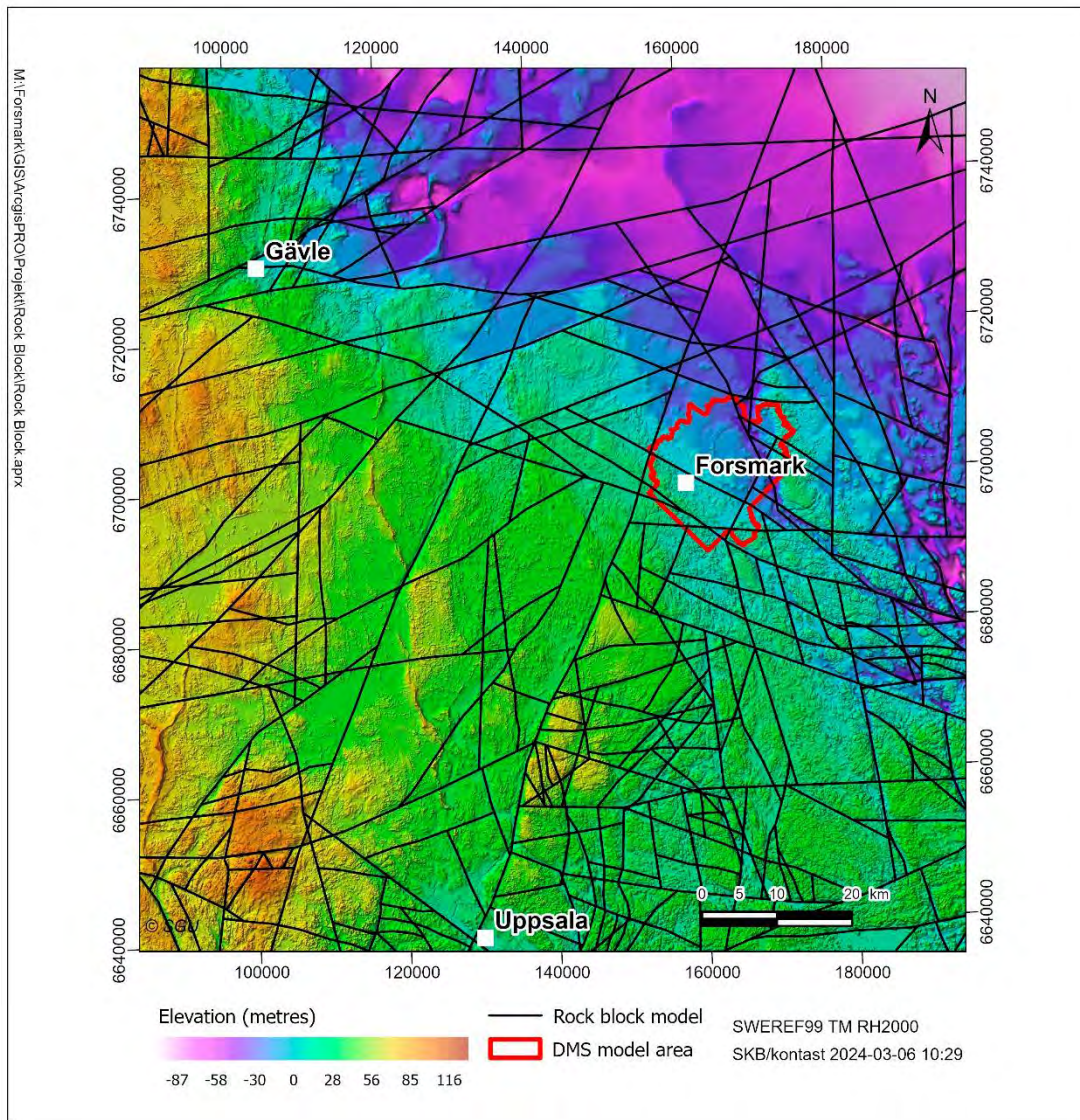 100000 120000 140000 160000 180000
M:\Forsmark\GIS\ArcgisPRO\Projekt\Rock Block\Rock Block.aprx
N
6740000
6740000
Gävle
6720000
6720000
Forsmark
6700000
6700000
6680000
6680000
6660000
6660000
0 5 10 20 km
Uppsala
© SGU
6640000
6640000
100000 120000 140000 160000 180000
Elevation (metres)
-87 -58 -30 0 28 56 85 116
Rock block model
DMS model area
SWEREF99 TM RH2000
SKB/kontast 2024-03-06 10:29